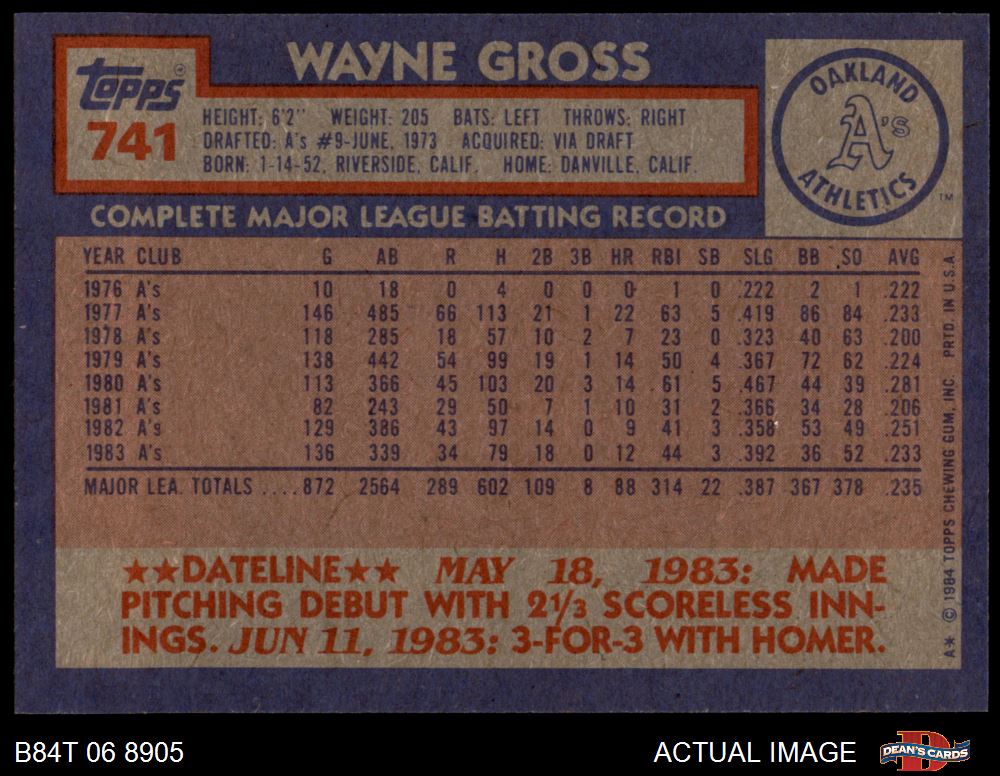 WAYNE GROSS
topps
741
HEIGHT: 6'2" WEIGHT: 205 BATS: LEFT THROWS: RIGHT
DRAFTED: A's #9-JUNE, 1973 ACQUIRED: VIA DRAFT
BORN: 1-14-52, RIVERSIDE, CALIF. HOME: DANVILLE, CALIF.
OAKLAND
A's
ATHLETICS
TM
COMPLETE MAJOR LEAGUE BATTING RECORD
YEAR CLUB G AB R H 2B 3B HR RBI SB SLG BB SO AVG
1976 A's 10 18 0 4 0 0 0 1 0 .222 2 1 .222
1977 A's 146 485 66 113 21 1 22 63 5 .419 86 84 .233
1978 A's 118 285 18 57 10 2 7 23 0 .323 40 63 .200
1979 A's 138 442 54 99 19 1 14 50 4 .367 72 62 .224
1980 A's 113 366 45 103 20 3 14 61 5 .467 44 39 .281
1981 A's 82 243 29 50 7 1 10 31 2 .366 34 28 .206
1982 A's 129 386 43 97 14 0 9 41 3 .358 53 49 .251
1983 A's 136 339 34 79 18 0 12 44 3 .392 36 52 .233
MAJOR LEA. TOTALS ....872 2564 289 602 109 8 88 314 22 .387 367 378 .235
★★DATELINE★★ MAY 18, 1983: MADE
PITCHING DEBUT WITH 2⅓ SCORELESS INN-
INGS. JUN 11, 1983: 3-FOR-3 WITH HOMER.
A* © 1984 TOPPS CHEWING GUM, INC. PRTD. IN U.S.A.
B84T 06 8905
ACTUAL IMAGE
DEAN'S CARDS